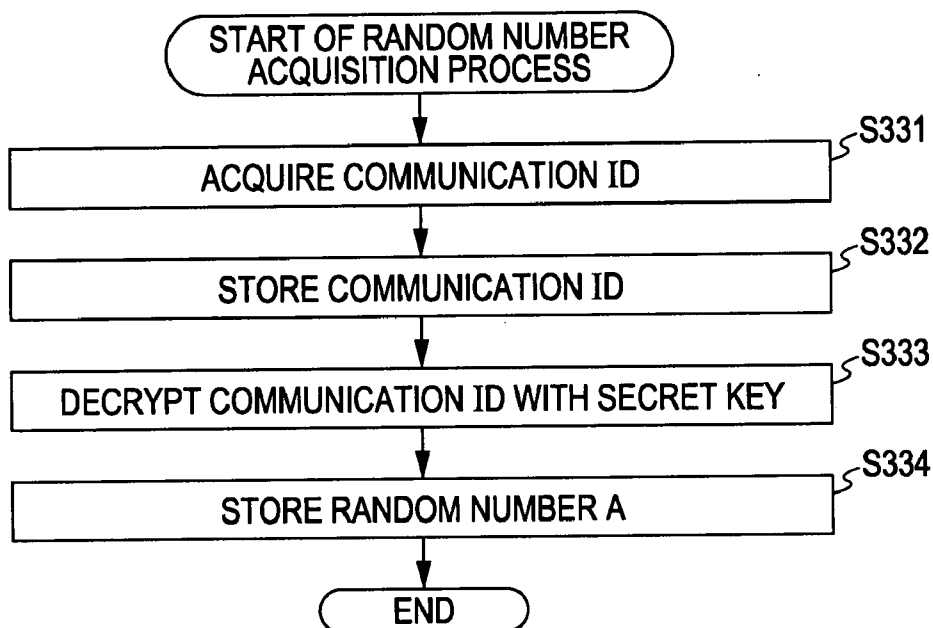 START OF RANDOM NUMBER
ACQUISITION PROCESS
S331
ACQUIRE COMMUNICATION ID
S332
STORE COMMUNICATION ID
S333
DECRYPT COMMUNICATION ID WITH SECRET KEY
S334
STORE RANDOM NUMBER A
END